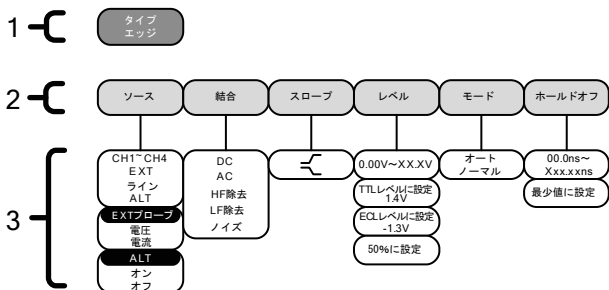 1
タイプ
エッジ
2
ソース
結合
スロープ
レベル
モード
ホールドオフ
3
CH1~CH4
EXT
ライン
ALT
EXTプローブ
電圧
電流
ALT
オン
オフ
DC
AC
HF除去
LF除去
ノイズ
0.00V～XX.XV
TTLレベルに設定
1.4V
ECLレベルに設定
-1.3V
50%に設定
オート
ノーマル
00.0ns～
Xxx.xxns
最少値に設定